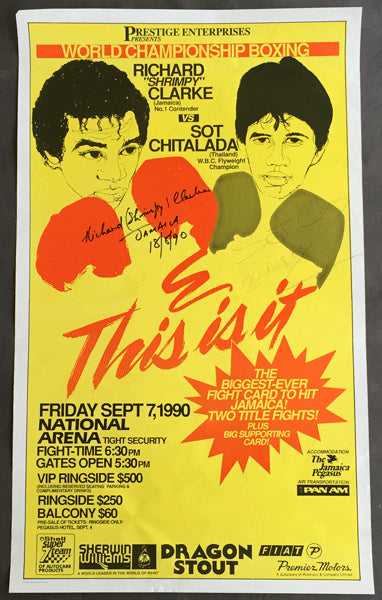 PRESTIGE ENTERPRISES
PRESENTS
WORLD CHAMPIONSHIP BOXING
RICHARD
"SHRIMPY"
CLARKE
(Jamaica)
No.1 Contender
VS
SOT
CHITALADA
(Thailand)
W.B.C. Flyweight
Champion
Richard (Shrimpy) Clarke
JAMAICA
This is it
THE
BIGGEST-EVER
FIGHT CARD TO HIT
JAMAICA!
TWO TITLE FIGHTS!
PLUS
BIG SUPPORTING
CARD!
FRIDAY SEPT 7, 1990
NATIONAL
ARENA TIGHT SECURITY
FIGHT-TIME 6:30 PM
GATES OPEN 5:30 PM
VIP RINGSIDE $500
(INCLUDING RESERVED SEATING PARKING &
COMPLIMENTARY DRINKS)
RINGSIDE $250
BALCONY $60
PRE-SALE OF TICKETS- RINGSIDE ONLY-
PEGASUS HOTEL, SEPT. 4
ACCOMMODATION
The Jamaica
Pegasus
AIR TRANSPORTATION
PAN AM
Shell
super
7 team
OF AUTOCARE
PRODUCTS
SHERWIN
WILLIAMS
A WORLD LEADER IN THE WORLD OF PAINT
DRAGON
STOUT
FIAT
Premier Motors.